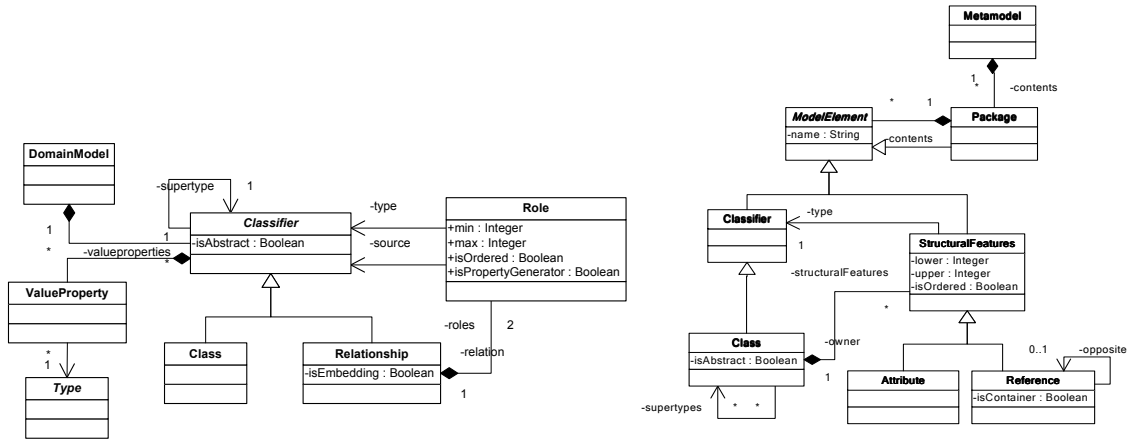 DomainModel
1
*
-supertype
1
Classifier
-isAbstract : Boolean
1
*
-valueproperties
ValueProperty
*
1
Type
Class
Relationship
-isEmbedding : Boolean
-type
-source
Role
+min : Integer
+max : Integer
+isOrdered : Boolean
+isPropertyGenerator : Boolean
-roles
2
-relation
1
Metamodel
1
*
-contents
ModelElement
-name : String
*
1
-contents
Package
Classifier
-type
1
StructuralFeatures
-lower : Integer
-upper : Integer
-isOrdered : Boolean
-structuralFeatures
*
Class
-isAbstract : Boolean
-owner
1
-supertypes
*
*
Attribute
0..1
-opposite
Reference
-isContainer : Boolean